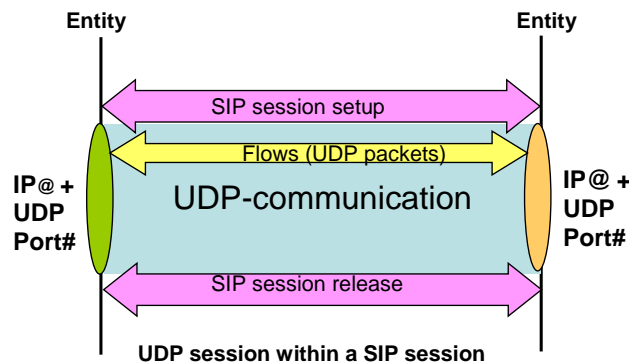 Entity
Entity
SIP session setup
Flows (UDP packets)
IP@ +
UDP
Port#
UDP-communication
IP@ +
UDP
Port#
SIP session release
UDP session within a SIP session